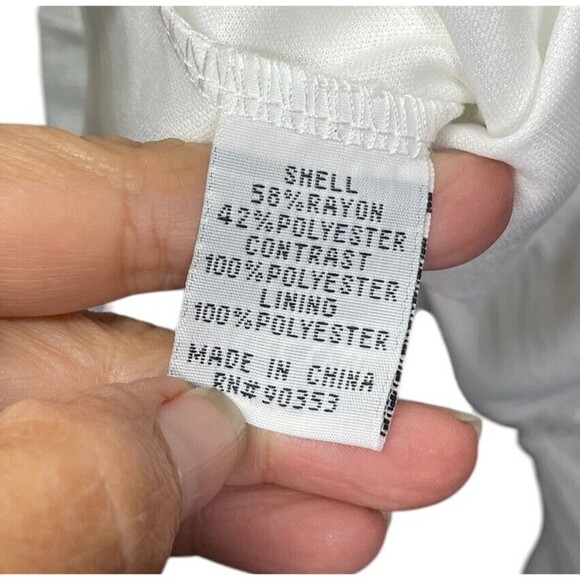 SHELL
58%RAYON
42%POLYESTER
CONTRAST
100%POLYESTER
LINING
100%POLYESTER
MADE IN CHINA
RN# 90353